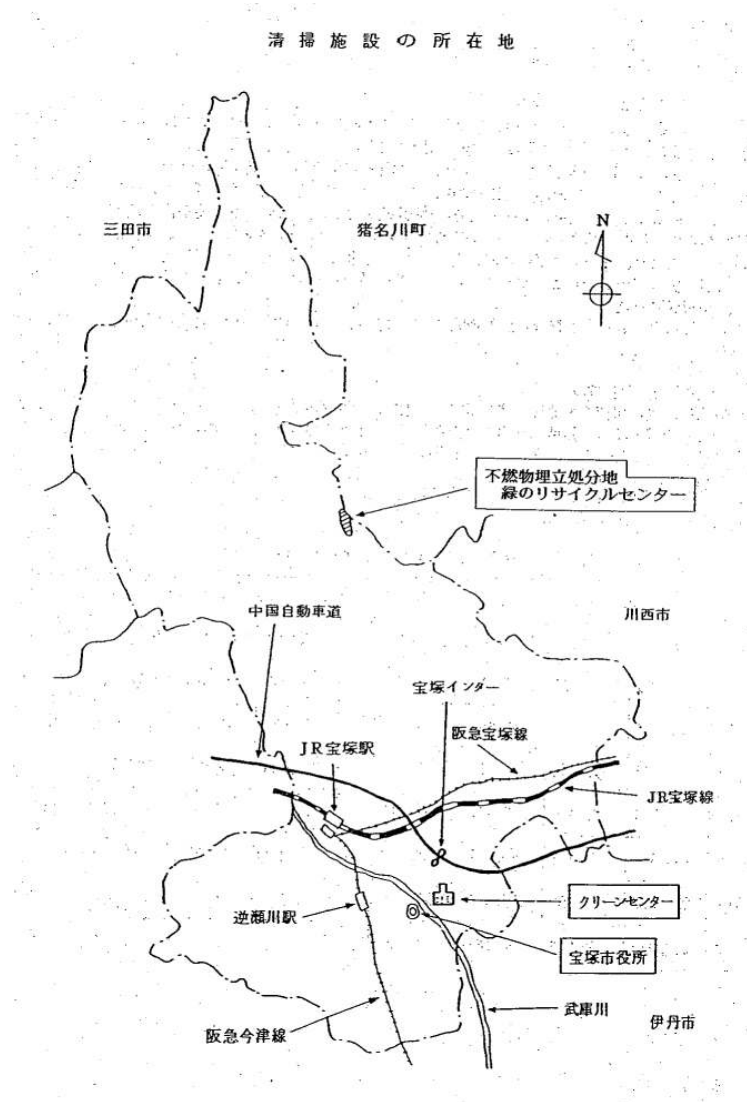 清掃施設の所在地
三田市
猪名川町
N
不燃物埋立処分地
緑のリサイクルセンター
川西市
中国自動車道
宝塚インター
阪急宝塚線
JR宝塚駅
JR宝塚線
クリーンセンター
逆瀬川駅
宝塚市役所
武庫川
伊丹市
阪急今津線